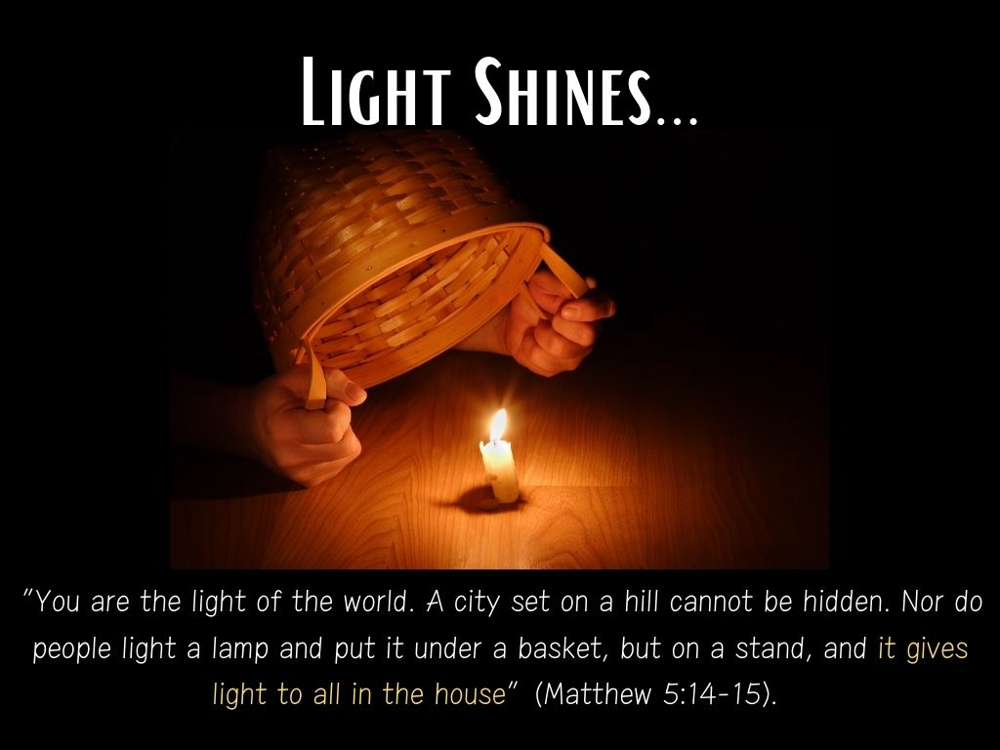 Light Shines...
"You are the light of the world. A city set on a hill cannot be hidden. Nor do
people light a lamp and put it under a basket, but on a stand, and it gives
light to all in the house" (Matthew 5:14-15).